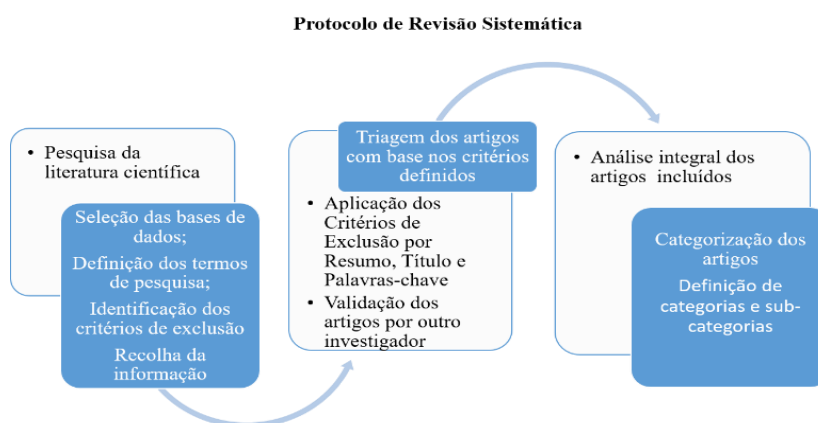 Protocolo de Revisão Sistemática
• Pesquisa da
literatura científica
Seleção das bases de
dados;
Definição dos termos
de pesquisa;
Identificação dos
critérios de exclusão
Recolha da
informação
Triagem dos artigos
com base nos critérios
definidos
• Aplicação dos
Critérios de
Exclusão por
Resumo, Título e
Palavras-chave
• Validação dos
artigos por outro
investigador
• Análise integral dos
artigos incluídos
Categorização dos
artigos
Definição de
categorias e sub-
categorias